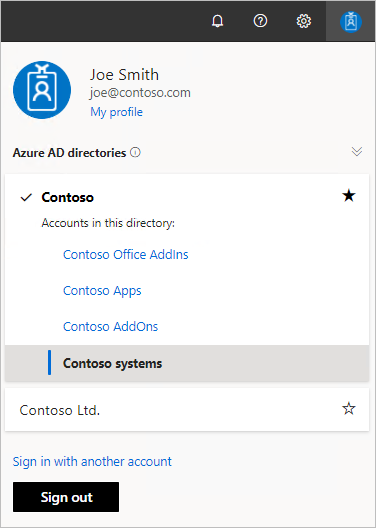 Joe Smith
joe@contoso.com
My profile
Azure AD directories
Contoso
Accounts in this directory:
Contoso Office AddIns
Contoso Apps
Contoso AddOns
Contoso systems
Contoso Ltd.
Sign in with another account
Sign out